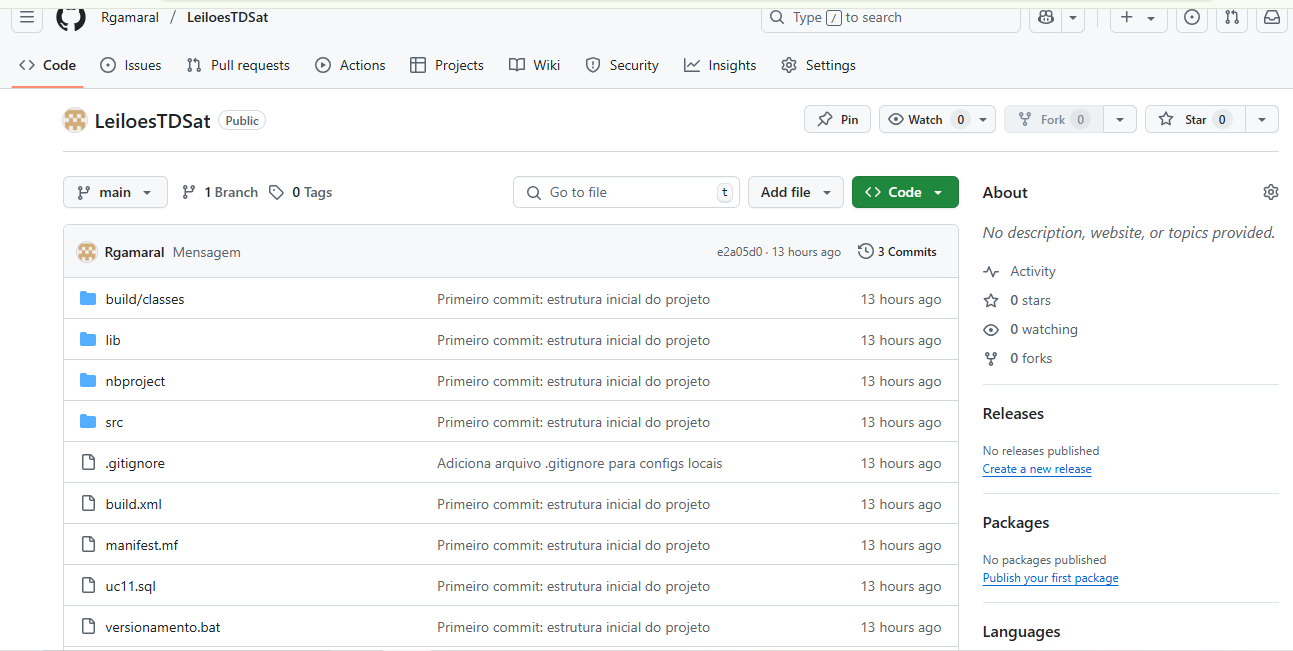 Rgamaral / LeiloesTDSat Type / to search
Code Issues Pull requests Actions Projects Wiki Security Insights Settings
LeiloesTDSat Public Pin Watch 0 Fork 0 Star 0
main 1 Branch 0 Tags Go to file t Add file Code
Rgamaral Mensagem e2a05d0 · 13 hours ago 3 Commits
build/classes Primeiro commit: estrutura inicial do projeto 13 hours ago
lib Primeiro commit: estrutura inicial do projeto 13 hours ago
nbproject Primeiro commit: estrutura inicial do projeto 13 hours ago
src Primeiro commit: estrutura inicial do projeto 13 hours ago
.gitignore Adiciona arquivo .gitignore para configs locais 13 hours ago
build.xml Primeiro commit: estrutura inicial do projeto 13 hours ago
manifest.mf Primeiro commit: estrutura inicial do projeto 13 hours ago
uc11.sql Primeiro commit: estrutura inicial do projeto 13 hours ago
versionamento.bat Primeiro commit: estrutura inicial do projeto 13 hours ago
About
No description, website, or topics provided.
Activity
0 stars
0 watching
0 forks
Releases
No releases published
Create a new release
Packages
No packages published
Publish your first package
Languages